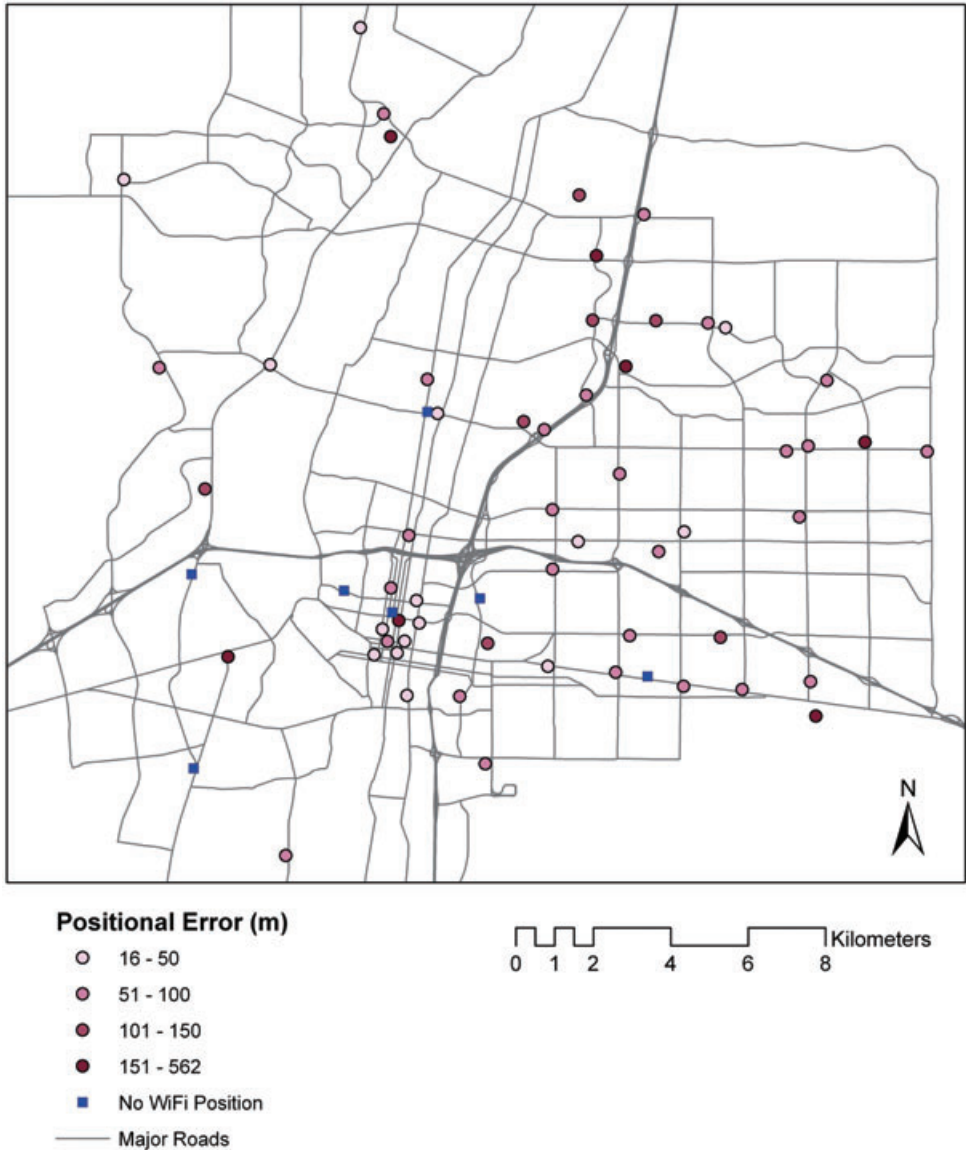 N
Positional Error (m)
16 - 50
51 - 100
101 - 150
151 - 562
No WiFi Position
Major Roads
Kilometers
0 1 2 4 6 8